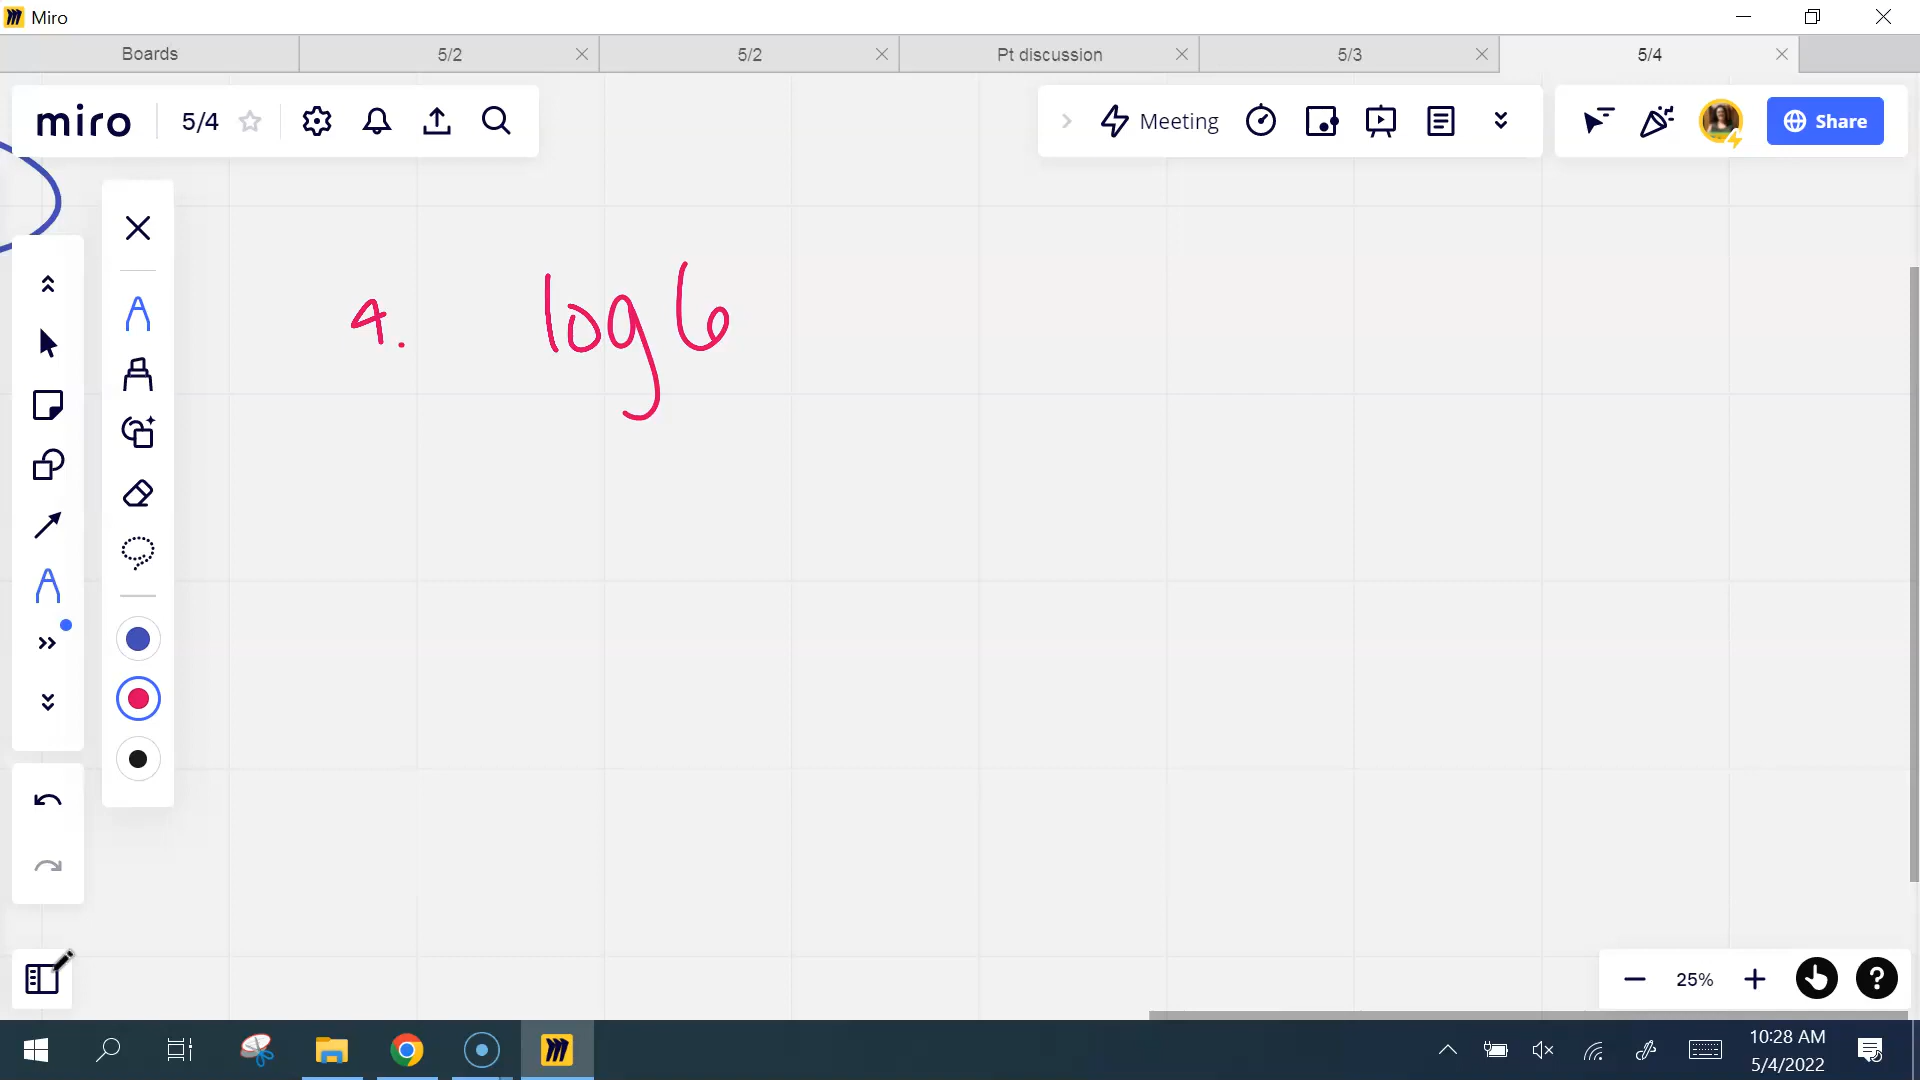 Miro
Boards 5/2 5/2 Pt discussion 5/3 5/4
miro 5/4 Meeting Share
4. log 6
25%
10:28 AM
5/4/2022